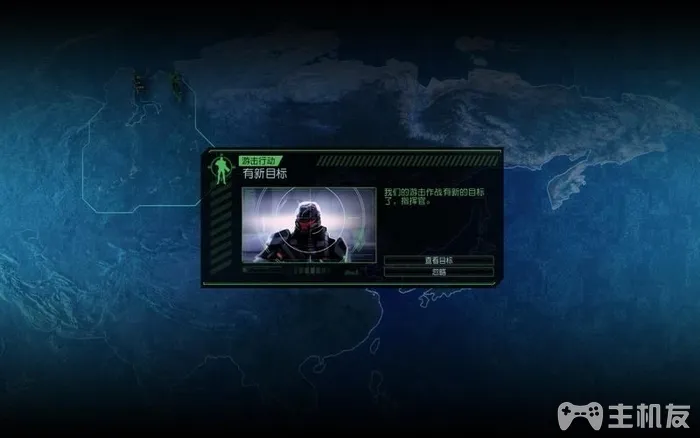 游击行动
有新目标
我们的游击作战有新的目标
了，指挥官。
查看目标
忽略
主机友